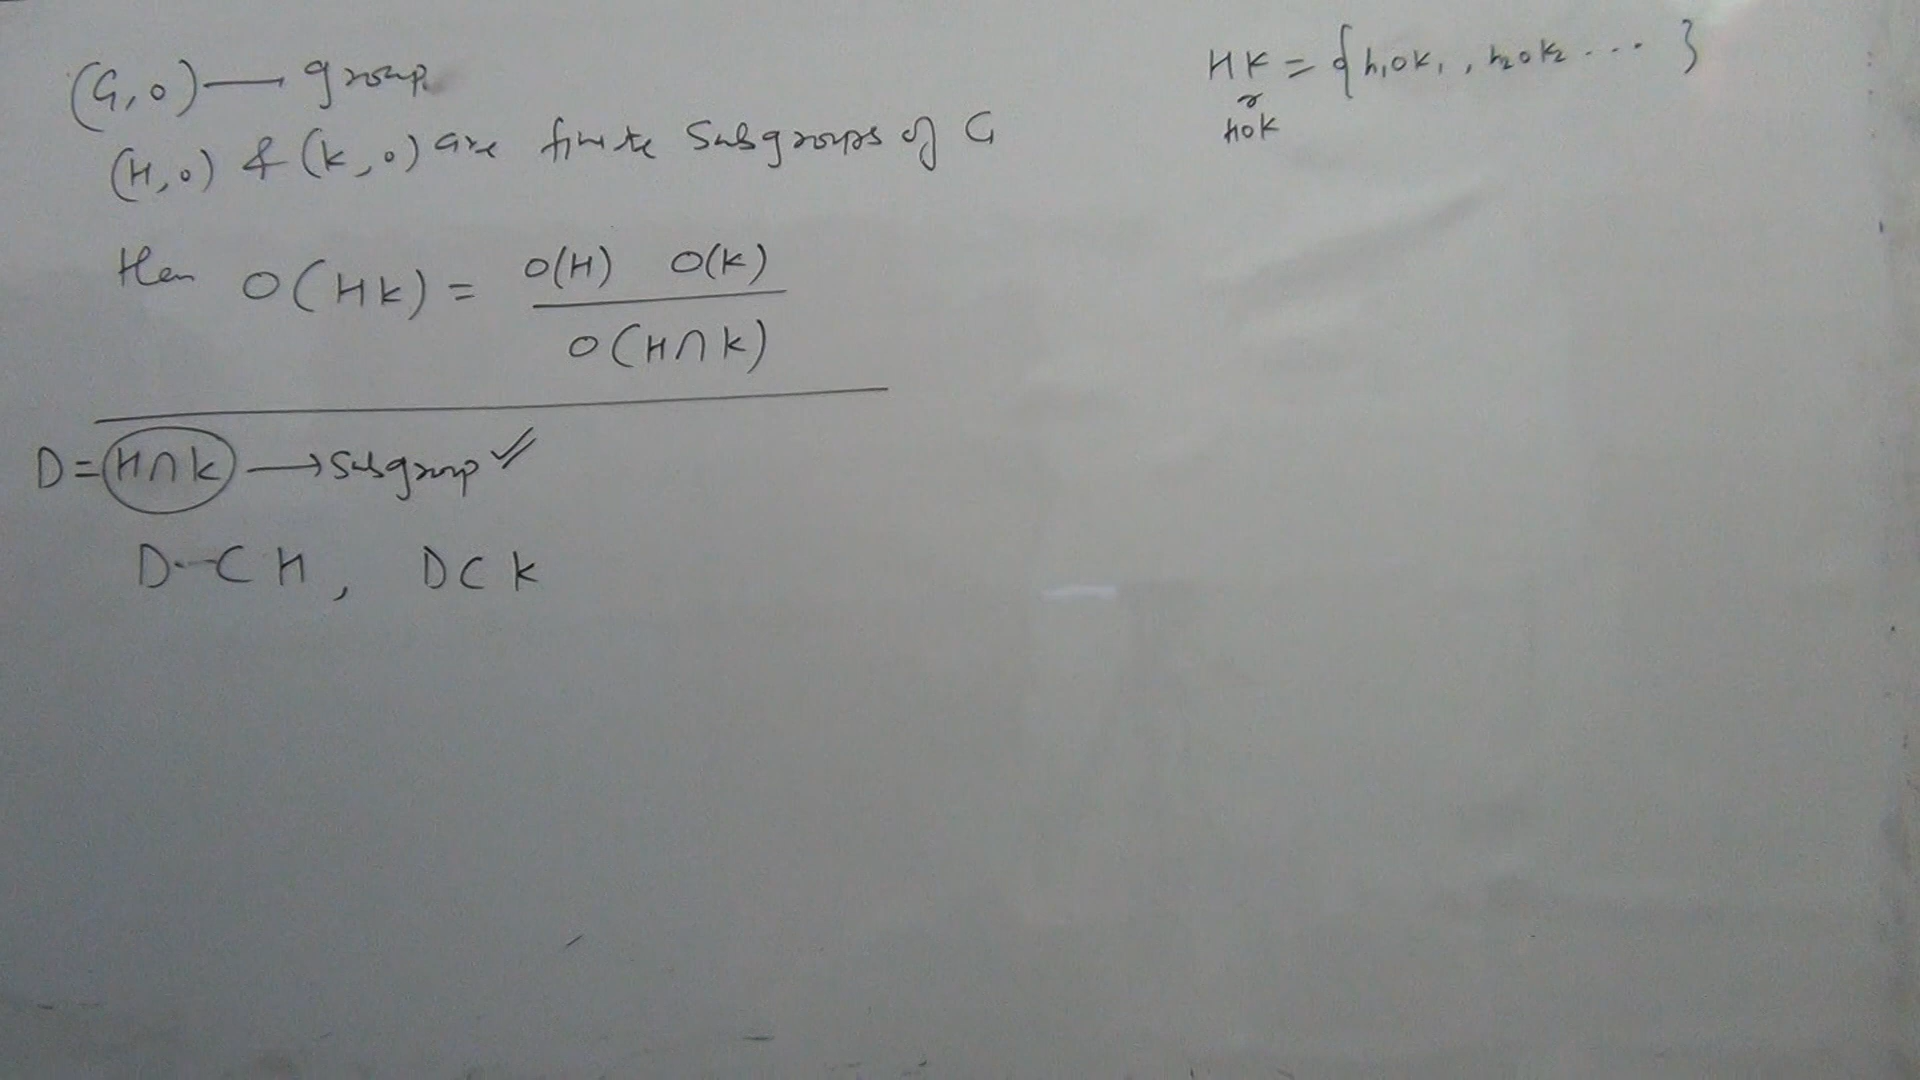 (G,o) — group
(H,o) & (K,o) are finite Subgroups of G
then O(HK) = O(H) O(K)
O(H∩K)
D = H∩K → Subgroup
D ⊂ H, D ⊂ K
HK = {h₁oK₁, h₂oK₂ ... }
hoK